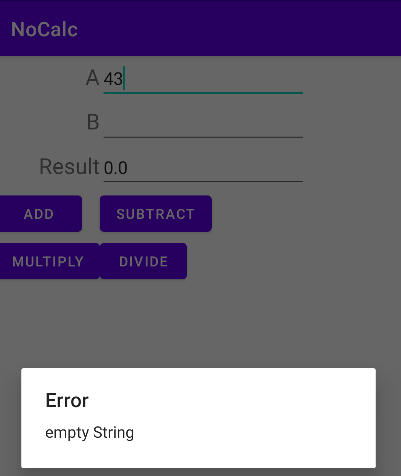 NoCalc
A 43
B
Result 0.0
ADD SUBTRACT
MULTIPLY DIVIDE
Error
empty String